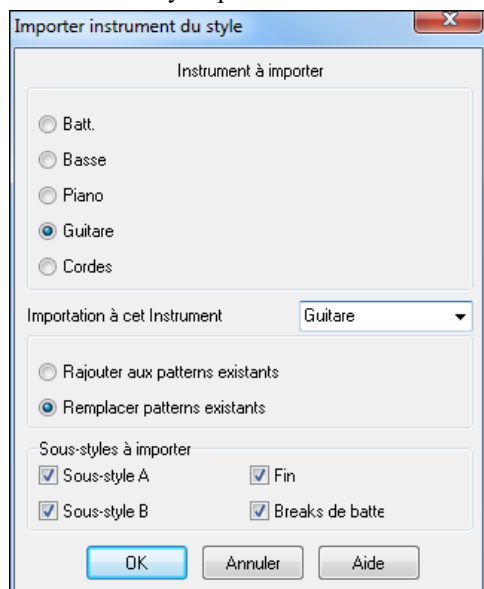 Importer instrument du style
Instrument à importer
Batt.
Basse
Piano
Guitare
Cordes
Importation à cet Instrument Guitare
Rajouter aux patterns existants
Remplacer patterns existants
Sous-styles à importer
Sous-style A Fin
Sous-style B Breaks de batte
OK Annuler Aide